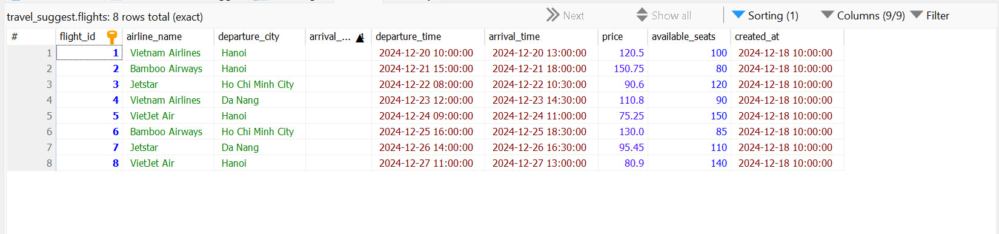 travel_suggest.flights: 8 rows total (exact) Next Show all Sorting (1) Columns (9/9) Filter
# flight_id airline_name departure_city arrival_... 1 departure_time arrival_time price available_seats created_at
1 1 Vietnam Airlines Hanoi 2024-12-20 10:00:00 2024-12-20 13:00:00 120.5 100 2024-12-18 10:00:00
2 2 Bamboo Airways Hanoi 2024-12-21 15:00:00 2024-12-21 18:00:00 150.75 80 2024-12-18 10:00:00
3 3 Jetstar Ho Chi Minh City 2024-12-22 08:00:00 2024-12-22 10:30:00 90.6 120 2024-12-18 10:00:00
4 4 Vietnam Airlines Da Nang 2024-12-23 12:00:00 2024-12-23 14:30:00 110.8 90 2024-12-18 10:00:00
5 5 VietJet Air Hanoi 2024-12-24 09:00:00 2024-12-24 11:00:00 75.25 150 2024-12-18 10:00:00
6 6 Bamboo Airways Ho Chi Minh City 2024-12-25 16:00:00 2024-12-25 18:30:00 130.0 85 2024-12-18 10:00:00
7 7 Jetstar Da Nang 2024-12-26 14:00:00 2024-12-26 16:30:00 95.45 110 2024-12-18 10:00:00
8 8 VietJet Air Hanoi 2024-12-27 11:00:00 2024-12-27 13:00:00 80.9 140 2024-12-18 10:00:00